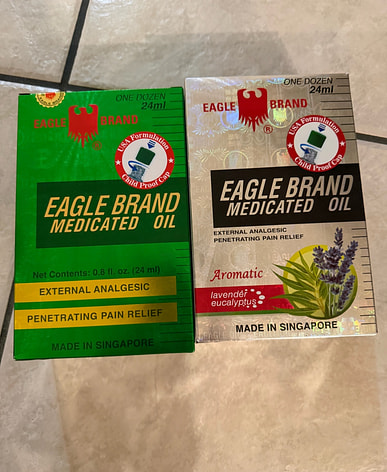 ONE DOZEN
24ml
EAGLE BRAND
®
USA Formulation
Child Proof Cap
EAGLE BRAND
MEDICATED OIL
Net Contents: 0.8 fl. oz. (24 ml)
EXTERNAL ANALGESIC
PENETRATING PAIN RELIEF
MADE IN SINGAPORE
ONE DOZEN
24ml
EAGLE BRAND
®
USA Formulation
Child Proof Cap
EAGLE BRAND
MEDICATED OIL
EXTERNAL ANALGESIC
PENETRATING PAIN RELIEF
Aromatic
lavender
eucalyptus
MADE IN SINGAPORE